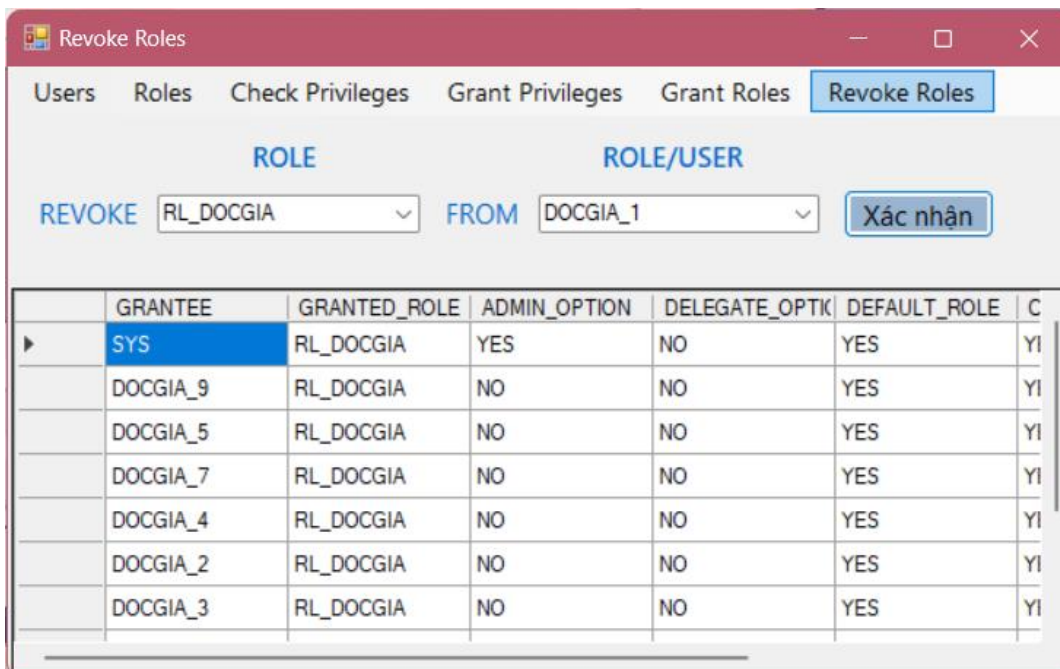 Revoke Roles
Users Roles Check Privileges Grant Privileges Grant Roles Revoke Roles
ROLE ROLE/USER
REVOKE RL_DOCGIA FROM DOCGIA_1 Xác nhận
GRANTEE GRANTED_ROLE ADMIN_OPTION DELEGATE_OPTI DEFAULT_ROLE
SYS RL_DOCGIA YES NO YES
DOCGIA_9 RL_DOCGIA NO NO YES
DOCGIA_5 RL_DOCGIA NO NO YES
DOCGIA_7 RL_DOCGIA NO NO YES
DOCGIA_4 RL_DOCGIA NO NO YES
DOCGIA_2 RL_DOCGIA NO NO YES
DOCGIA_3 RL_DOCGIA NO NO YES